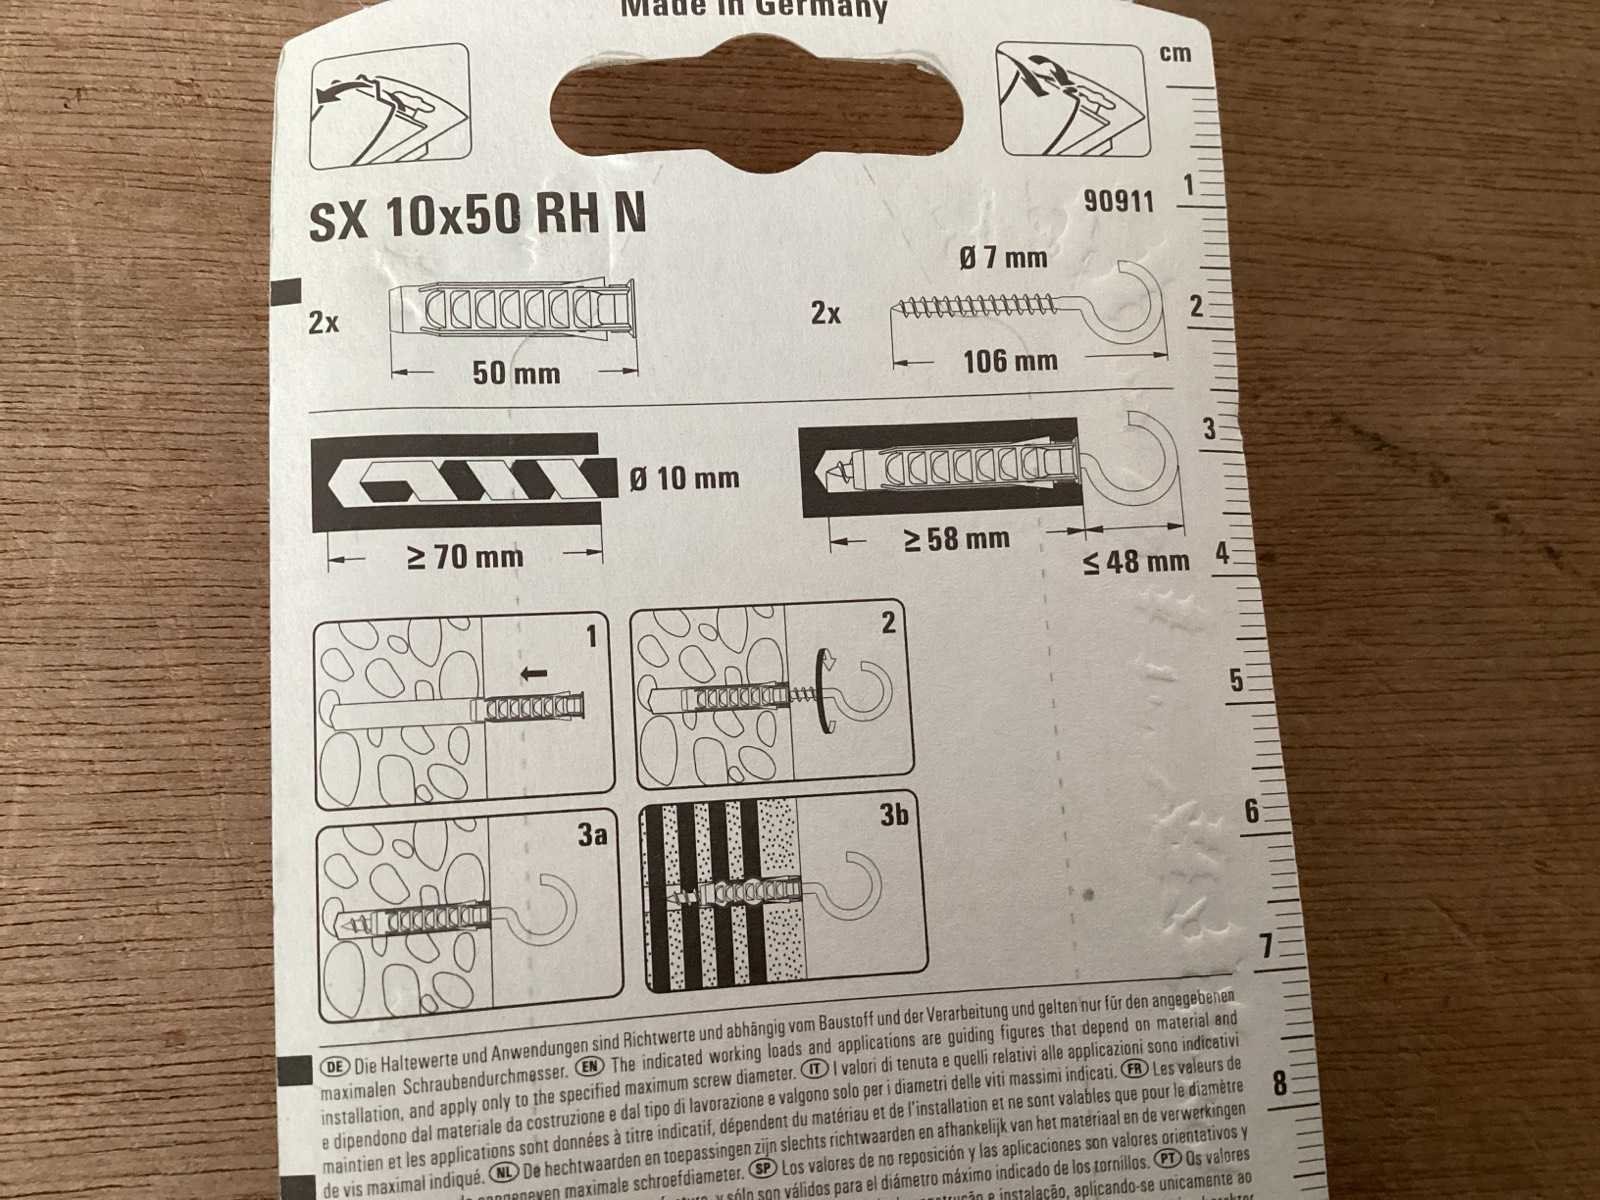 Made in Germany
cm
SX 10x50 RH N
90911
1
2x
50 mm
2x
Ø 7 mm
106 mm
2
Ø 10 mm
≥ 70 mm
≥ 58 mm
≤ 48 mm
3
4
1
2
5
3a
3b
6
7
8
DE Die Haltewerte und Anwendungen sind Richtwerte und abhängig vom Baustoff und der Verarbeitung und gelten nur für den angegebenen
maximalen Schraubendurchmesser. EN The indicated working loads and applications are guiding figures that depend on material and
installation, and apply only to the specified maximum screw diameter. IT I valori di tenuta e quelli relativi alle applicazioni sono indicativi
e dipendono dal materiale da costruzione e dal tipo di lavorazione e valgono solo per i diametri delle viti massimi indicati. FR Les valeurs de
maintien et les applications sont données à titre indicatif, dépendent du matériau et de l'installation et ne sont valables que pour le diamètre
de vis maximal indiqué. NL De hechtwaarden en toepassingen zijn slechts richtwaarden en afhankelijk van het materiaal en de verwerkingen
maximale schroefdiameter. SP Los valores de no reposición y las aplicaciones son valores orientativos y
y sólo son válidos para el diámetro máximo indicado de los tornillos. PT Os valores
e instalação, aplicando-se unicamente ao